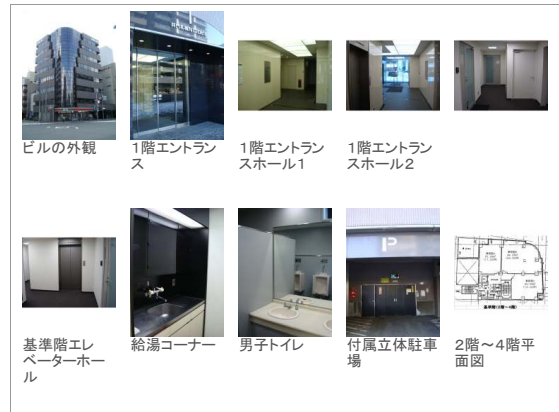 ビルの外観
1階エントラン
ス
1階エントラン
スホール1
1階エントラン
スホール2
基準階エレ
ベーターホー
ル
給湯コーナー
男子トイレ
P
付属立体駐車
場
2階～4階平
面図